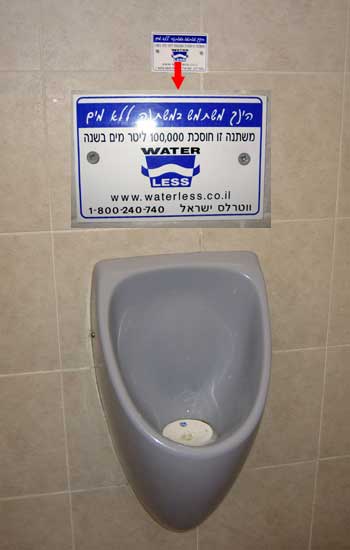 הינך משתמש במשתנה ללא מים
משתנה זו חוסכת 100,000 ליטר מים בשנה
WATER
LESS
www.waterless.co.il
1-800-240-740 ווטרלס ישראל